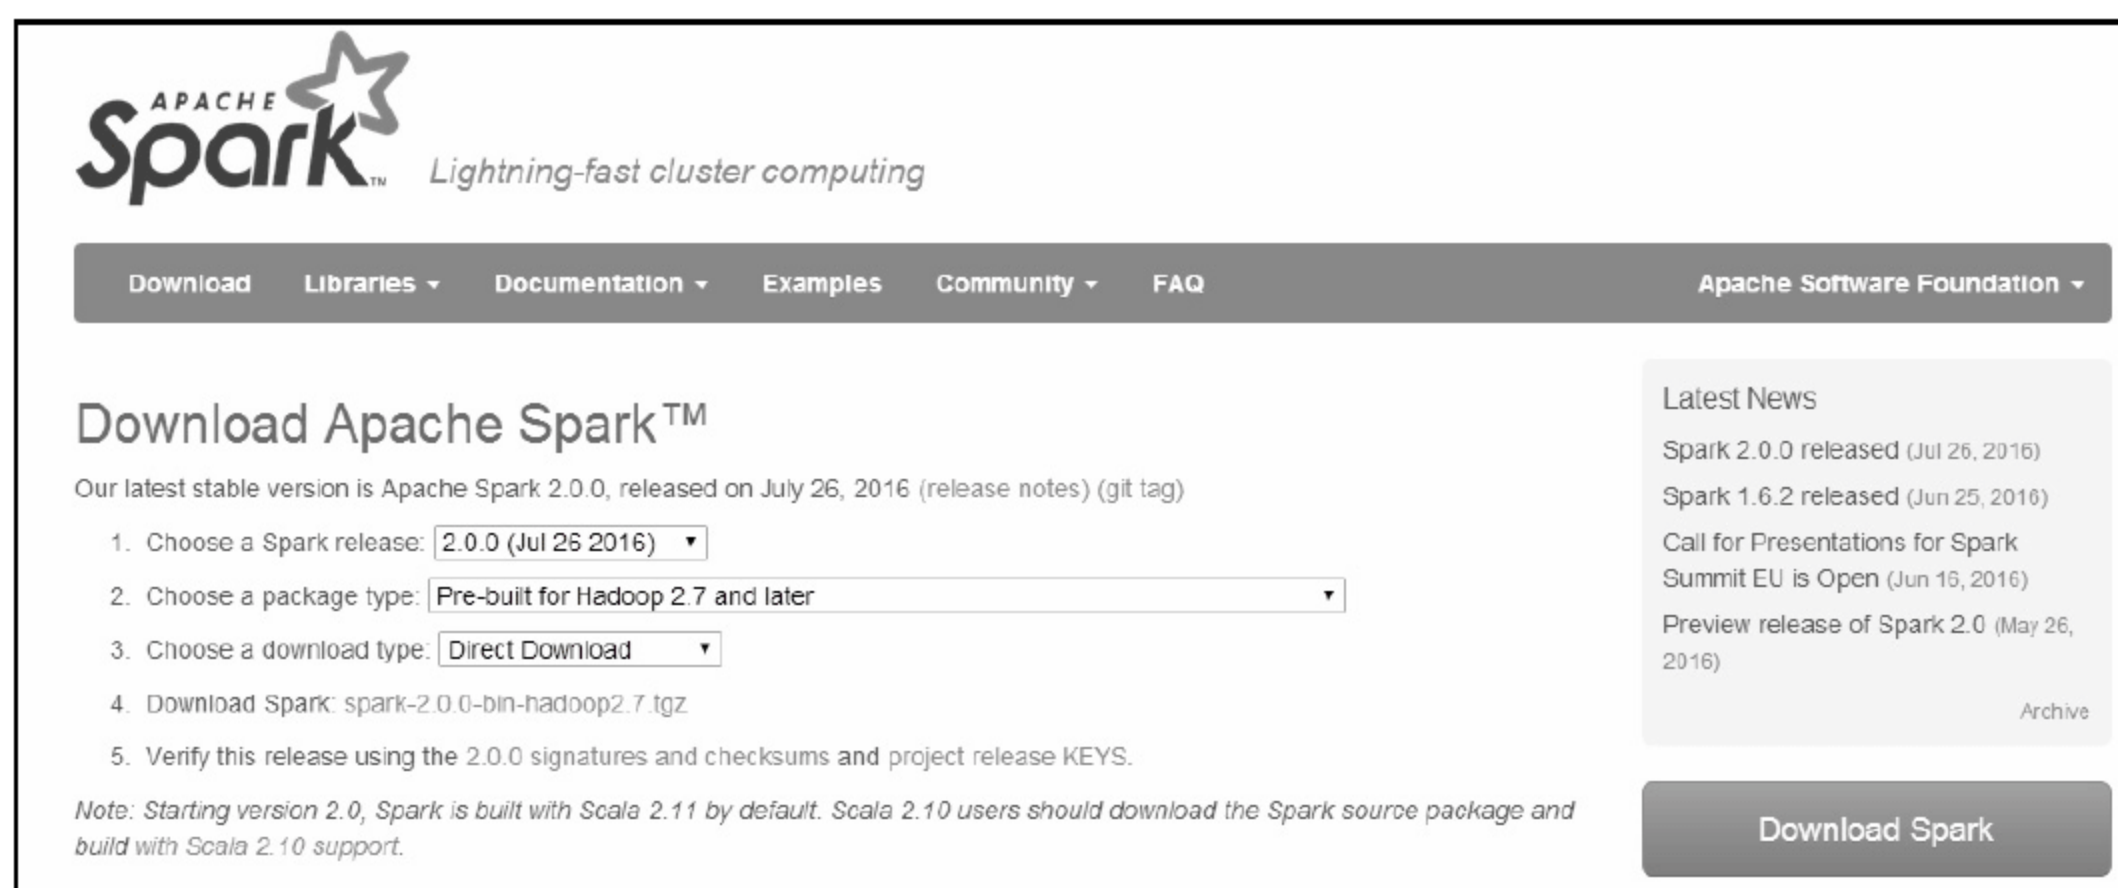 APACHE
Spark™ Lightning-fast cluster computing
Download Libraries Documentation Examples Community FAQ Apache Software Foundation
Download Apache Spark™
Our latest stable version is Apache Spark 2.0.0, released on July 26, 2016 (release notes) (git tag)
1. Choose a Spark release: 2.0.0 (Jul 26 2016)
2. Choose a package type: Pre-built for Hadoop 2.7 and later
3. Choose a download type: Direct Download
4. Download Spark: spark-2.0.0-bin-hadoop2.7.tgz
5. Verify this release using the 2.0.0 signatures and checksums and project release KEYS.
Note: Starting version 2.0, Spark is built with Scala 2.11 by default. Scala 2.10 users should download the Spark source package and
build with Scala 2.10 support.
Latest News
Spark 2.0.0 released (Jul 26, 2016)
Spark 1.6.2 released (Jun 25, 2016)
Call for Presentations for Spark
Summit EU is Open (Jun 16, 2016)
Preview release of Spark 2.0 (May 26,
2016)
Archive
Download Spark